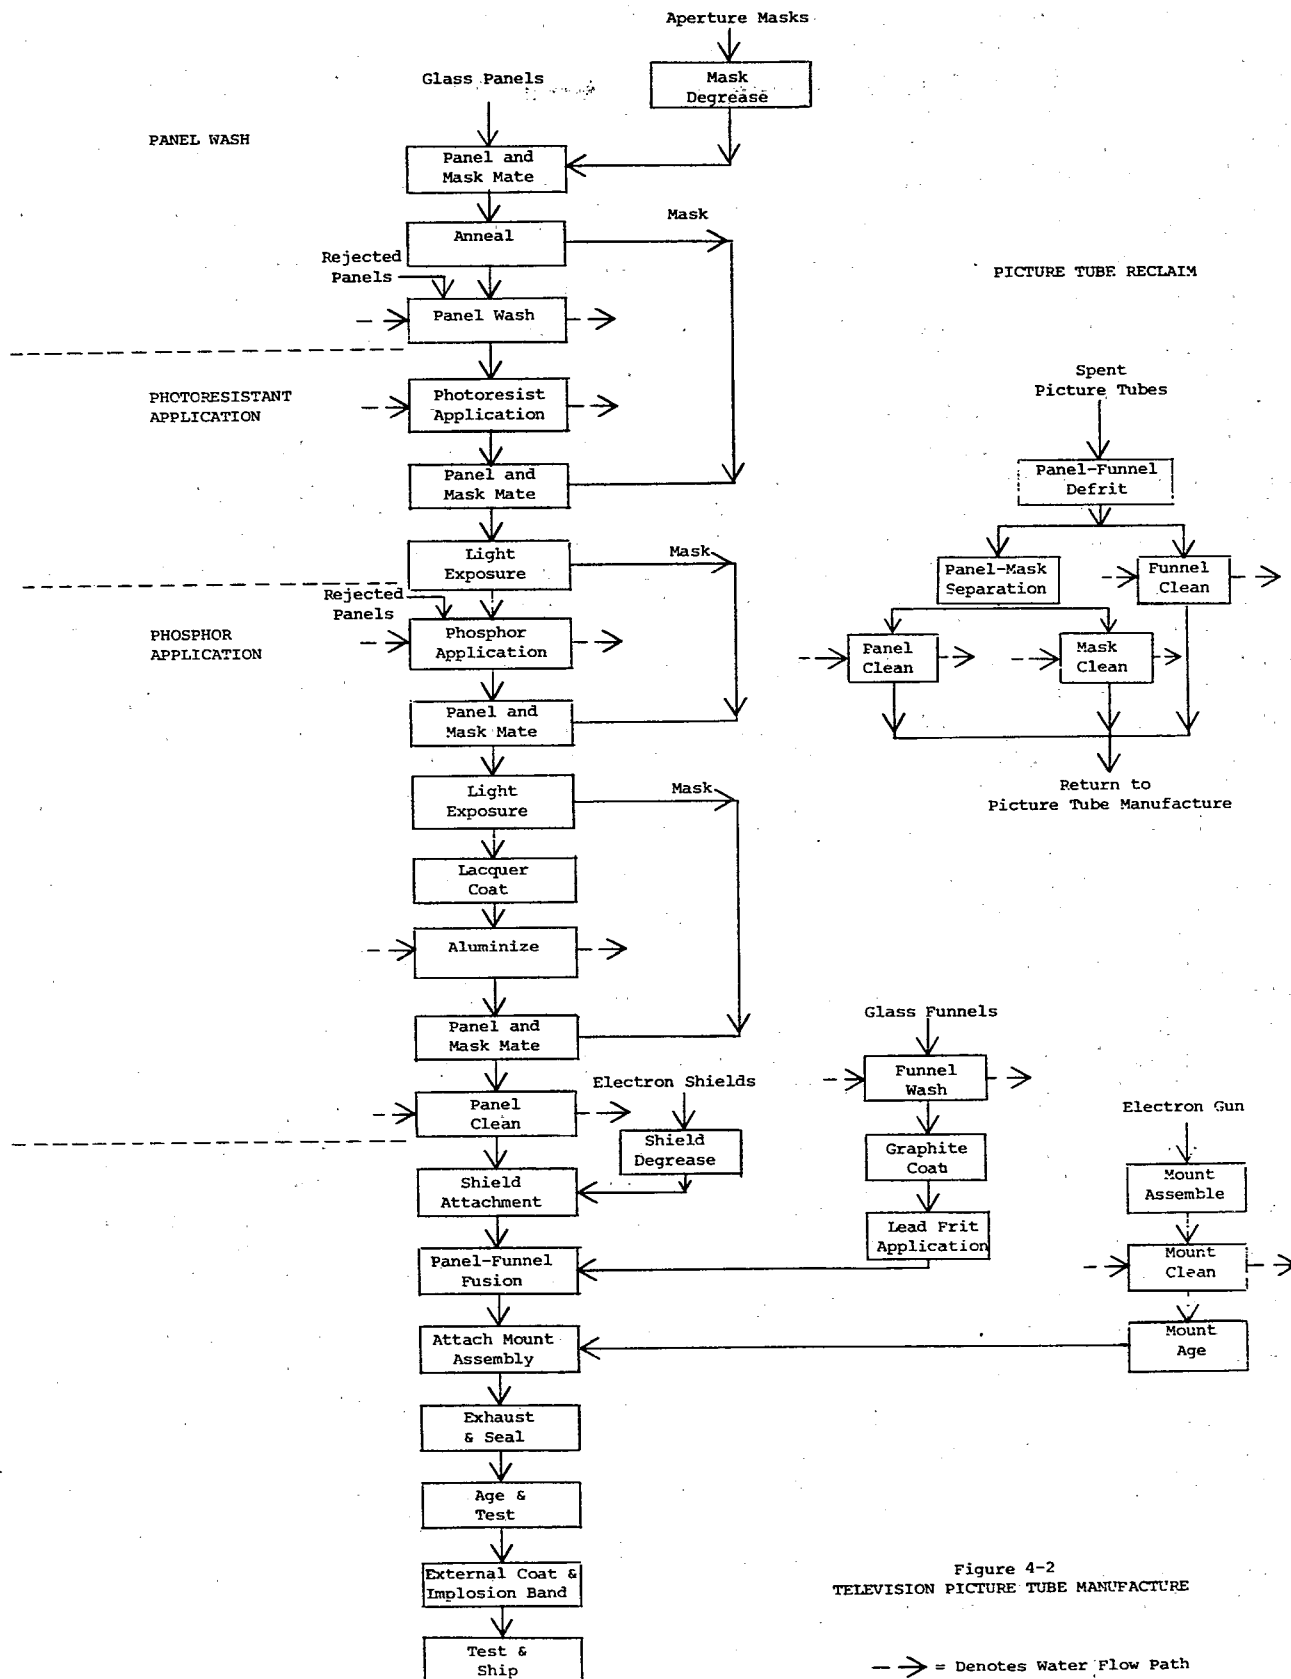 Aperture Masks
Mask
Degrease
Glass Panels
PANEL WASH
Panel and
Mask Mate
Mask
Anneal
Rejected
Panels
Panel Wash
PHOTORESISTANT
APPLICATION
Photoresist
Application
Panel and
Mask Mate
Light
Exposure
Mask
Rejected
Panels
PHOSPHOR
APPLICATION
Phosphor
Application
Panel and
Mask Mate
Light
Exposure
Mask
Lacquer
Coat
Aluminize
Panel and
Mask Mate
Panel
Clean
Electron Shields
Shield
Degrease
Shield
Attachment
Panel-Funnel
Fusion
Attach Mount
Assembly
Exhaust
& Seal
Age &
Test
External Coat &
Implosion Band
Test &
Ship
PICTURE TUBE RECLAIM
Spent
Picture Tubes
Panel-Funnel
Defrit
Panel-Mask
Separation
Funnel
Clean
Panel
Clean
Mask
Clean
Return to
Picture Tube Manufacture
Glass Funnels
Funnel
Wash
Graphite
Coat
Lead Frit
Application
Electron Gun
Mount
Assemble
Mount
Clean
Mount
Age
Figure 4-2
TELEVISION PICTURE TUBE MANUFACTURE
= Denotes Water Flow Path